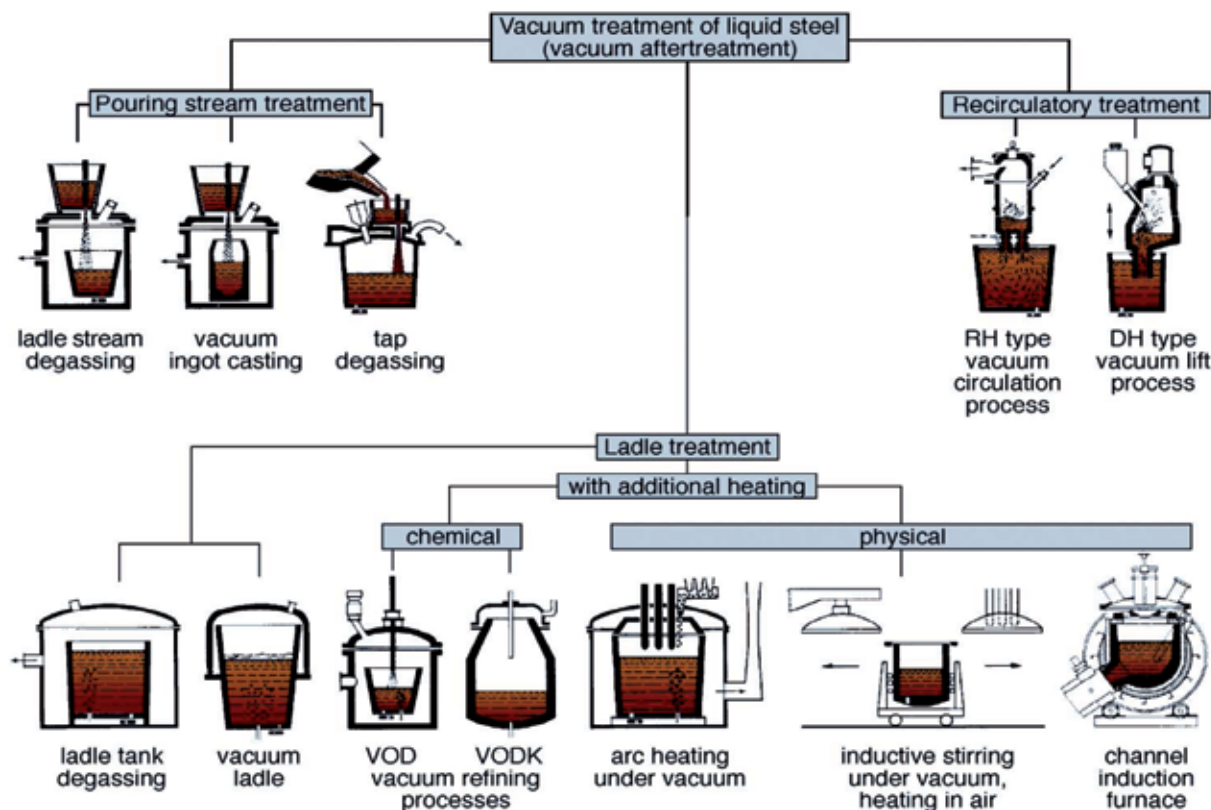 Vacuum treatment of liquid steel
(vacuum aftertreatment)
Pouring stream treatment
Recirculatory treatment
ladle stream
degassing
vacuum
ingot casting
tap
degassing
RH type
vacuum
circulation
process
DH type
vacuum lift
process
Ladle treatment
with additional heating
chemical
physical
ladle tank
degassing
vacuum
ladle
VOD
VODK
vacuum refining
processes
arc heating
under vacuum
inductive stirring
under vacuum,
heating in air
channel
induction
furnace